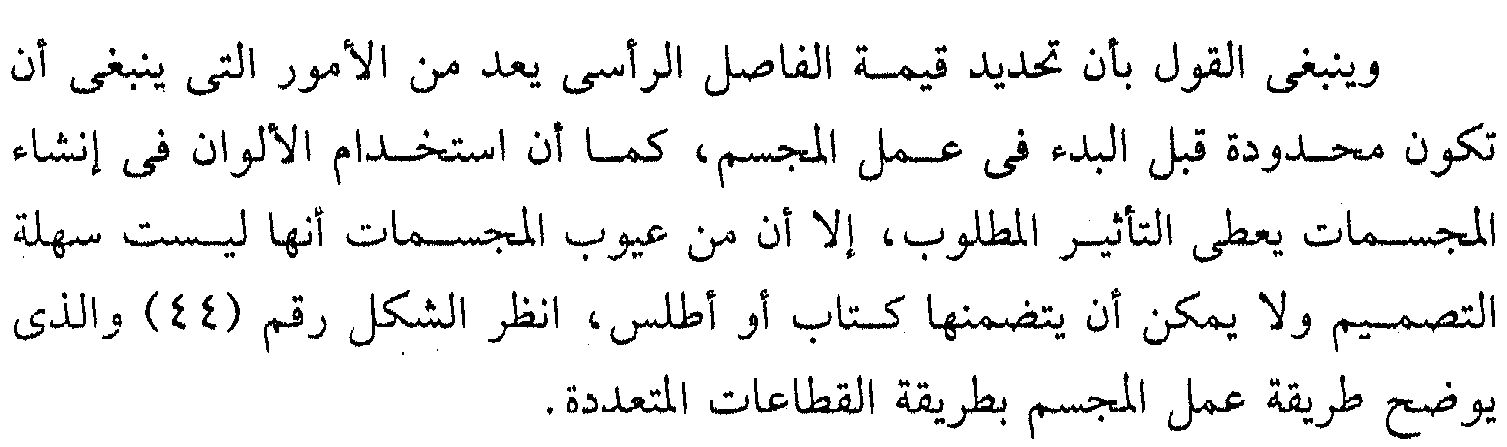 وينبغى القول بأن تحديد قيمة الفاصل الرأسى يعد من الأمور التى ينبغى أن
تكون محدودة قبل البدء فى عمل المجسم، كما أن استخدام الألوان فى إنشاء
المجسمات يعطى التأثير المطلوب، إلا أن من عيوب المجسمات أنها ليست سهلة
التصميم ولا يمكن أن يتضمنها كتاب أو أطلس، انظر الشكل رقم (٤٤) والذى
يوضح طريقة عمل المجسم بطريقة القطاعات المتعددة.